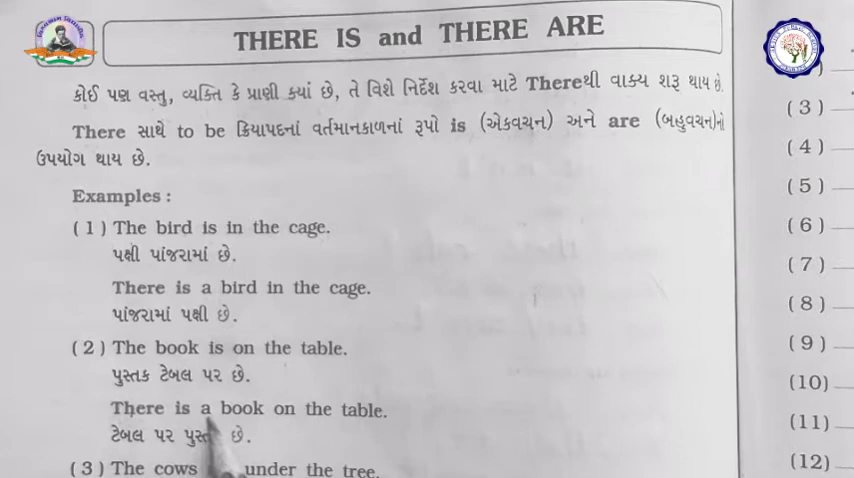 THERE IS and THERE ARE
કોઈ પણ વસ્તુ, વ્યક્તિ કે પ્રાણી ક્યાં છે, તે વિશે નિર્દેશ કરવા માટે Thereથી વાક્ય શરૂ થાય છે.
There સાથે to be ક્રિયાપદનાં વર્તમાનકાળનાં રૂપો is (એકવચન) અને are (બહુવચન)નો
ઉપયોગ થાય છે.
Examples :
(1) The bird is in the cage.
પક્ષી પાંજરામાં છે.
There is a bird in the cage.
પાંજરામાં પક્ષી છે.
(2) The book is on the table.
પુસ્તક ટેબલ પર છે.
There is a book on the table.
ટેબલ પર છે.
(3) The cows under the tree.
(3)
(4)
(5)
(6)
(7)
(8)
(9)
(10)
(11)
(12)